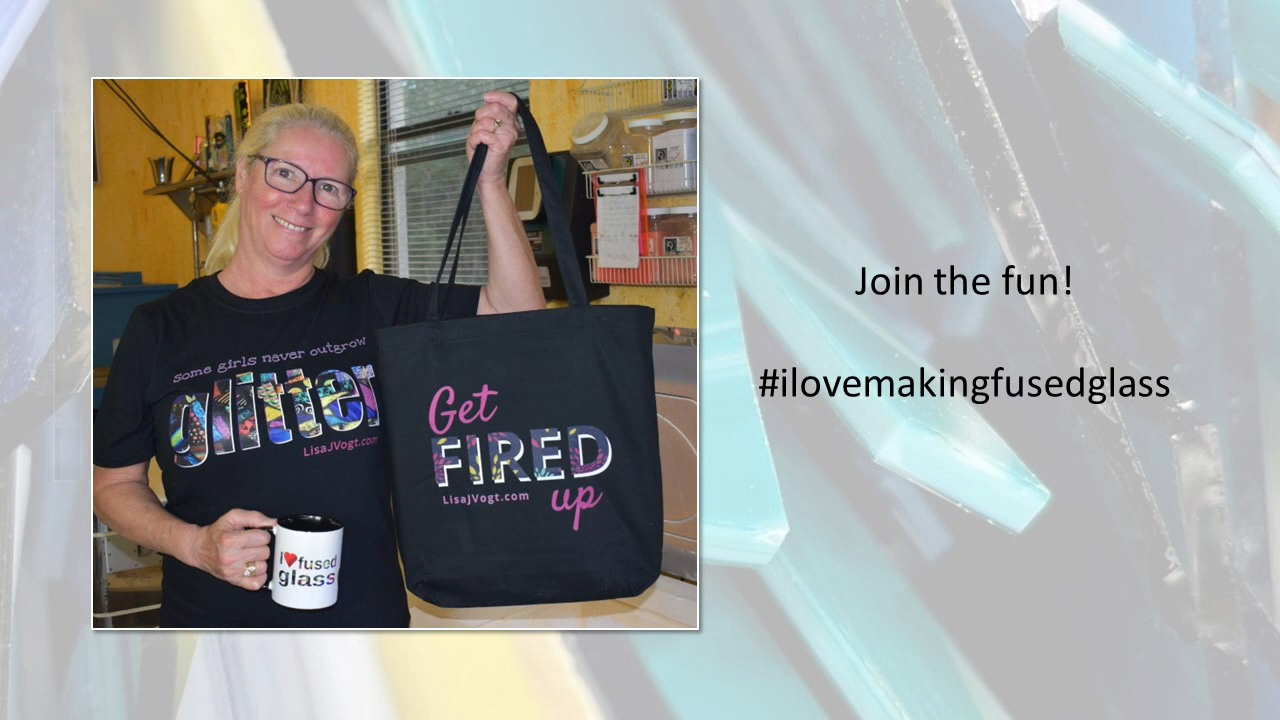 some girls never outgrow
glitter
LisaJVogt.com
Get
FIRED
up
LisaJVogt.com
I♥fused
glass
Join the fun!
#ilovemakingfusedglass